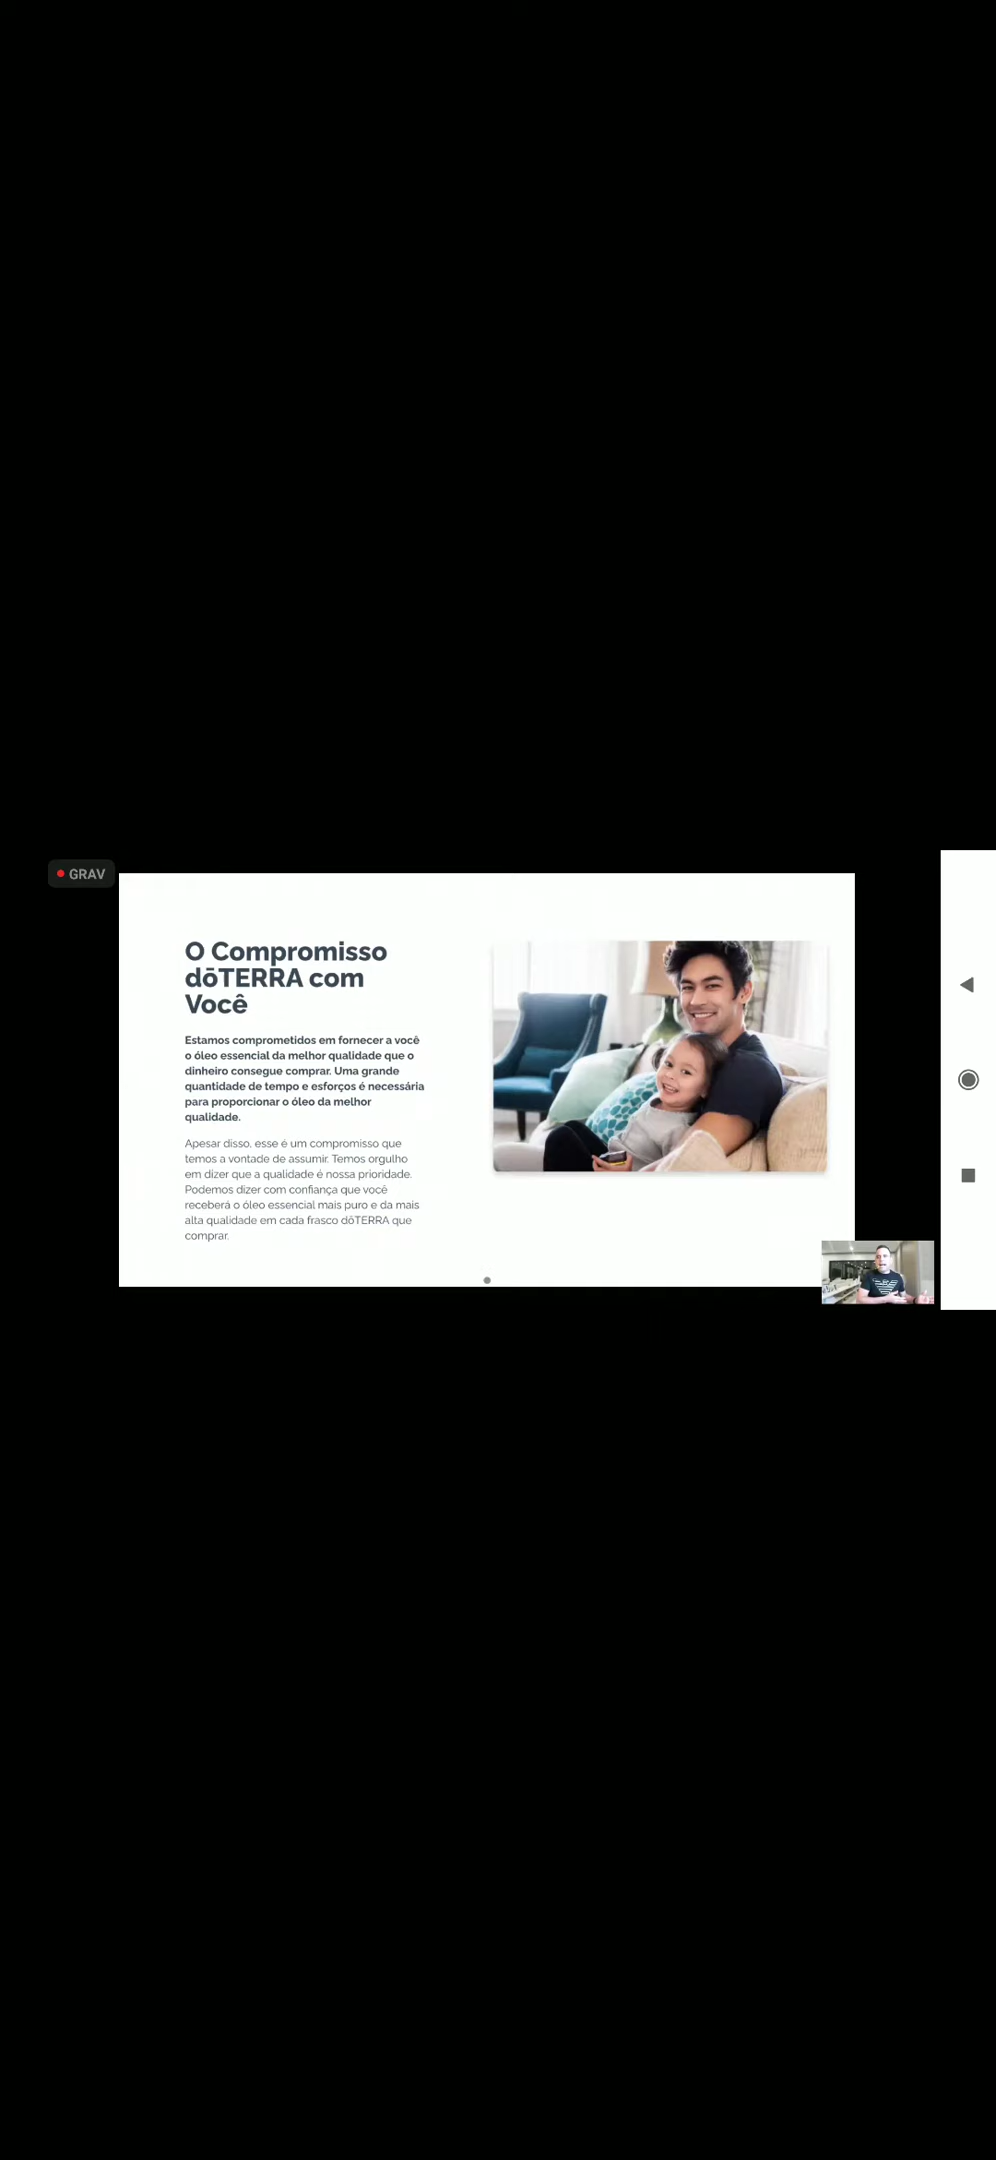 GRAV
O Compromisso
dōTERRA com
Você
Estamos comprometidos em fornecer a você
o óleo essencial da melhor qualidade que o
dinheiro consegue comprar. Uma grande
quantidade de tempo e esforços é necessária
para proporcionar o óleo da melhor
qualidade.
Apesar disso, esse é um compromisso que
temos a vontade de assumir. Temos orgulho
em dizer que a qualidade é nossa prioridade.
Podemos dizer com confiança que você
receberá o óleo essencial mais puro e da mais
alta qualidade em cada frasco dōTERRA que
comprar.